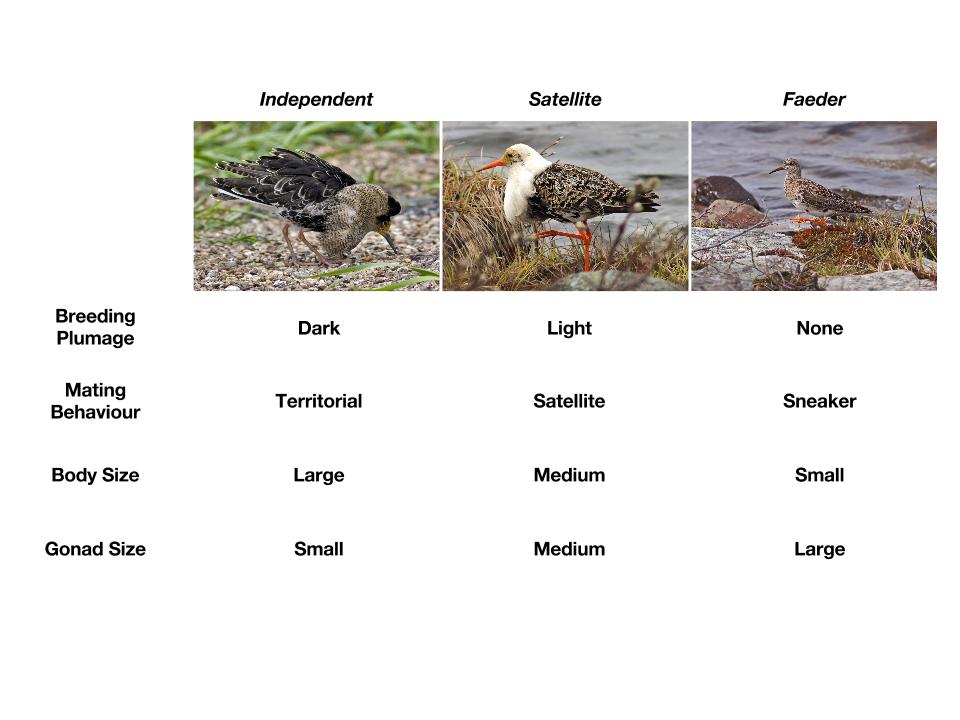 Independent Satellite Faeder
Breeding
Plumage
Dark Light None
Mating
Behaviour
Territorial Satellite Sneaker
Body Size Large Medium Small
Gonad Size Small Medium Large